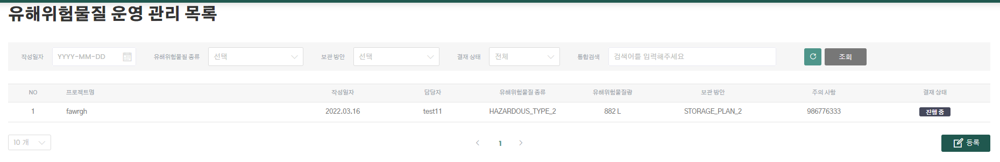 유해위험물질 운영 관리 목록
작성일자 YYYY-MM-DD 유해위험물질 종류 선택 보관 방안 선택 결재 상태 전체 통합검색 검색어를 입력해주세요 조회
NO 프로젝트명 작성일자 담당자 유해위험물질 종류 유해위험물질량 보관 방안 주의 사항 결재 상태
1 fawrgh 2022.03.16 test11 HAZARDOUS_TYPE_2 882 L STORAGE_PLAN_2 986776333 진행 중
10 개 1 등록